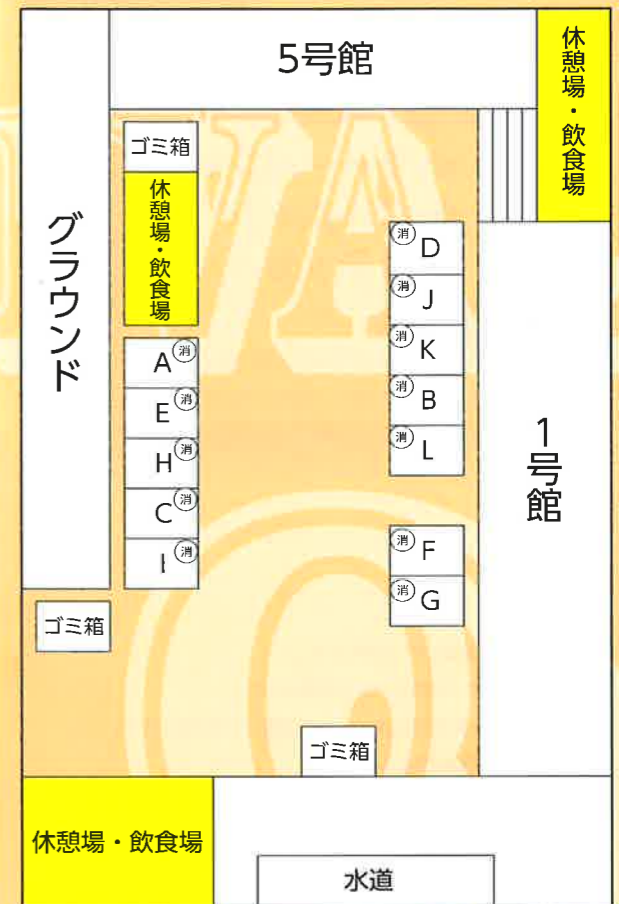 5号館
休憩場・飲食場
ゴミ箱
休憩場・飲食場
グラウンド
A 消
E 消
H 消
C 消
I 消
消 D
消 J
消 K
消 B
消 L
消 F
消 G
1号館
ゴミ箱
ゴミ箱
休憩場・飲食場
水道